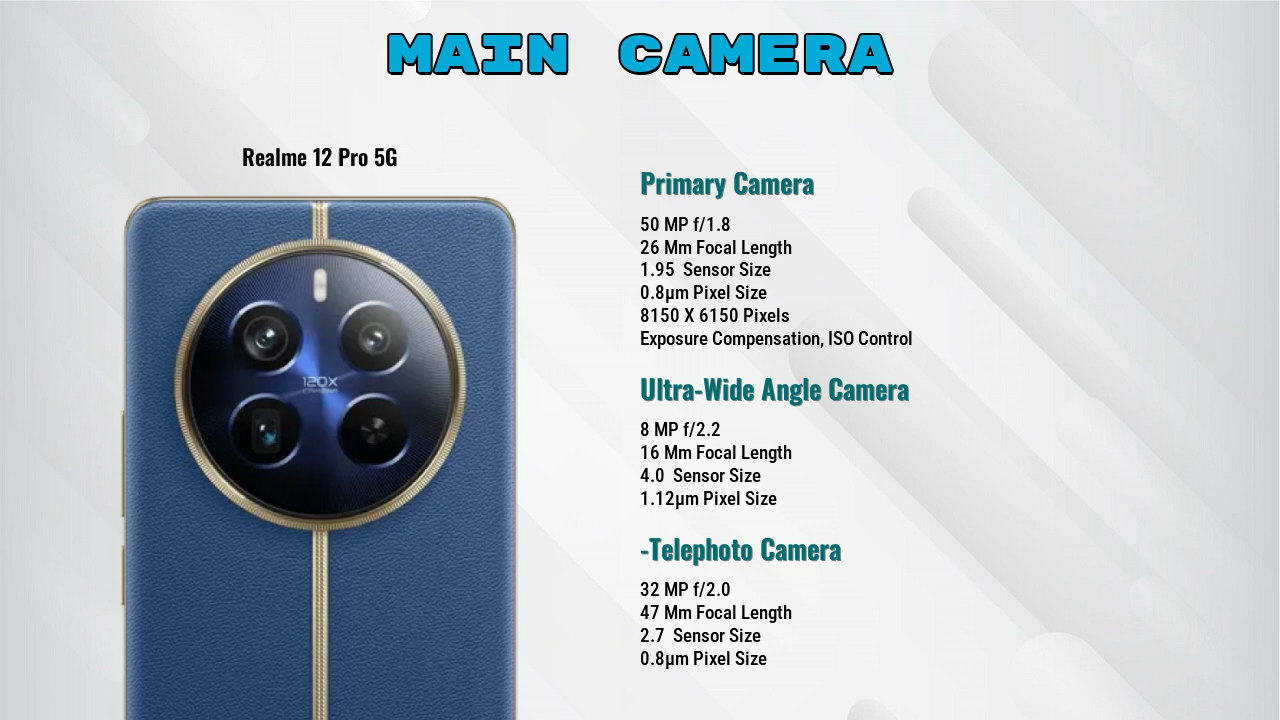 MAIN CAMERA
Realme 12 Pro 5G
120X
Primary Camera
50 MP f/1.8
26 Mm Focal Length
1.95  Sensor Size
0.8µm Pixel Size
8150 X 6150 Pixels
Exposure Compensation, ISO Control
Ultra-Wide Angle Camera
8 MP f/2.2
16 Mm Focal Length
4.0  Sensor Size
1.12µm Pixel Size
-Telephoto Camera
32 MP f/2.0
47 Mm Focal Length
2.7  Sensor Size
0.8µm Pixel Size